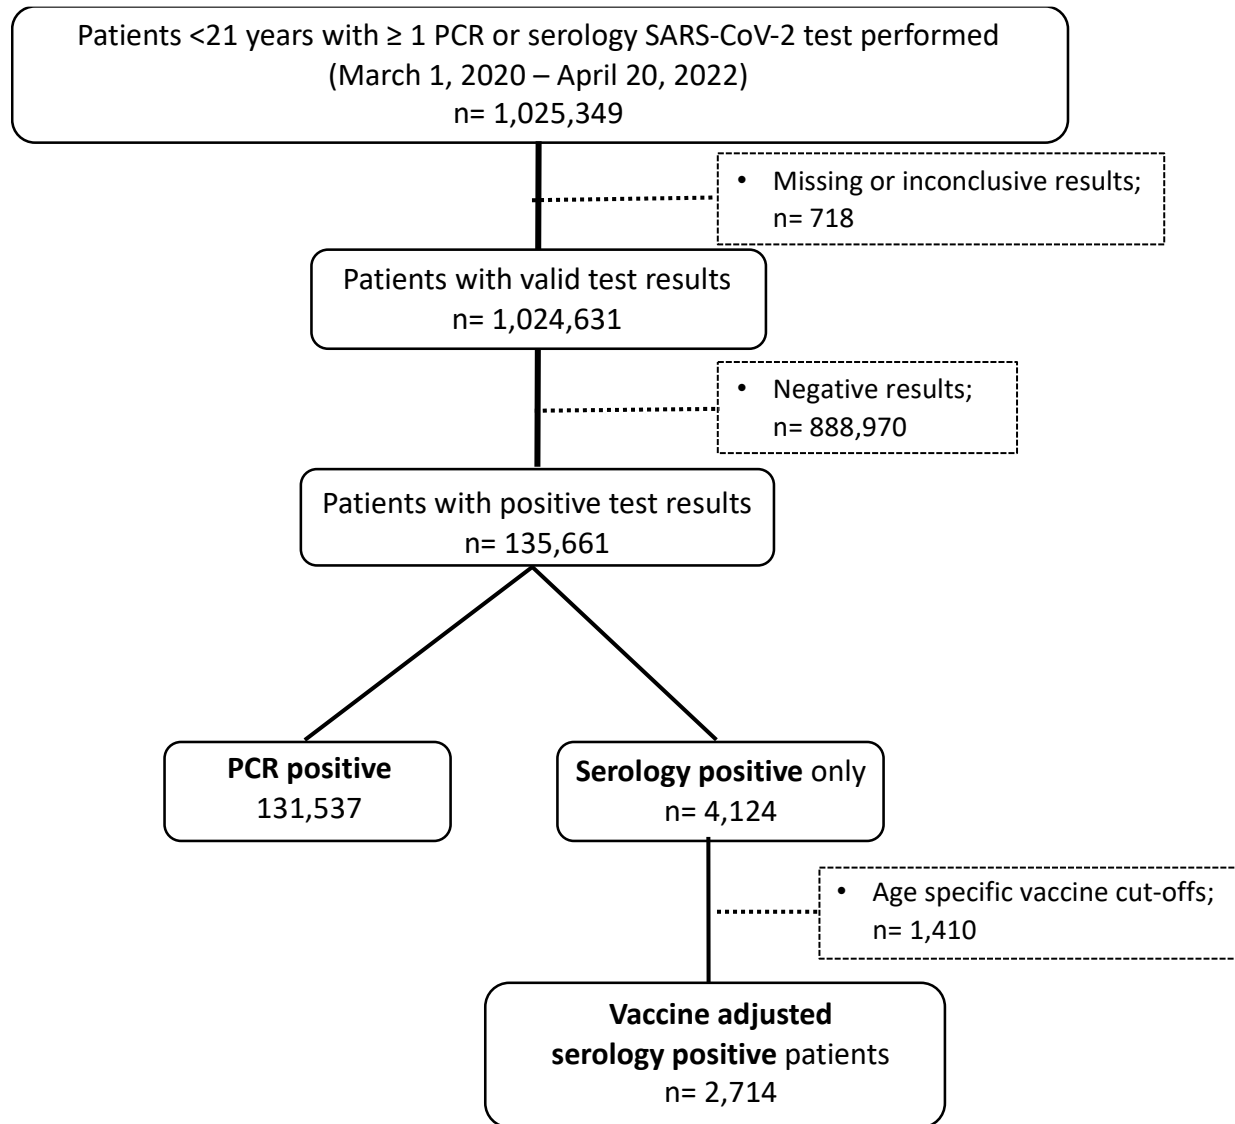 Patients <21 years with ≥ 1 PCR or serology SARS-CoV-2 test performed
(March 1, 2020 – April 20, 2022)
n= 1,025,349
• Missing or inconclusive results;
n= 718
Patients with valid test results
n= 1,024,631
• Negative results;
n= 888,970
Patients with positive test results
n= 135,661
PCR positive
131,537
Serology positive only
n= 4,124
• Age specific vaccine cut-offs;
n= 1,410
Vaccine adjusted
serology positive patients
n= 2,714